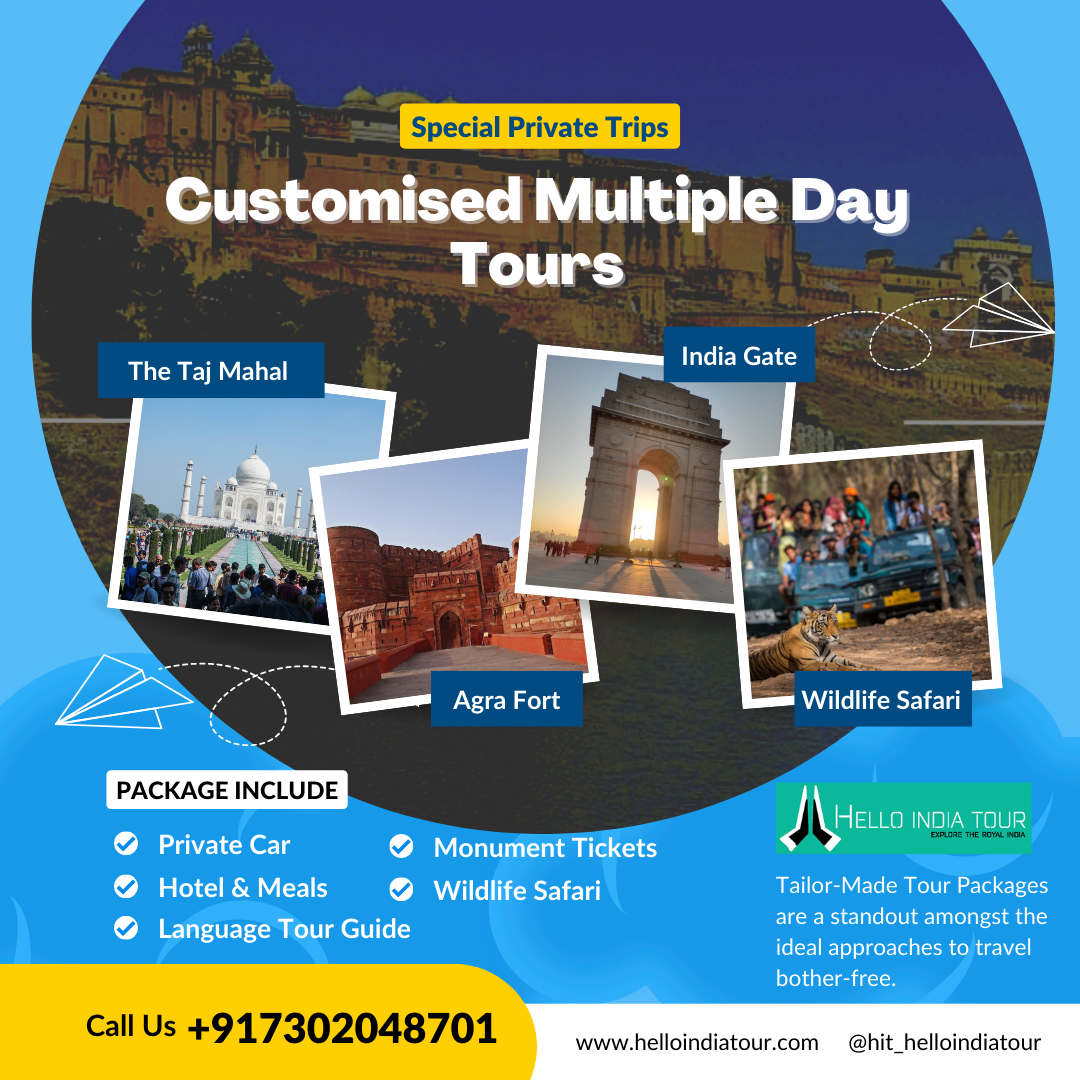 Special Private Trips
Customised Multiple Day
Tours
The Taj Mahal
India Gate
Agra Fort
Wildlife Safari
PACKAGE INCLUDE
Private Car
Hotel & Meals
Language Tour Guide
Monument Tickets
Wildlife Safari
HELLO INDIA TOUR
EXPLORE THE ROYAL INDIA
Tailor-Made Tour Packages
are a standout amongst the
ideal approaches to travel
bother-free.
Call Us +917302048701
www.helloindiatour.com @hit_helloindiatour